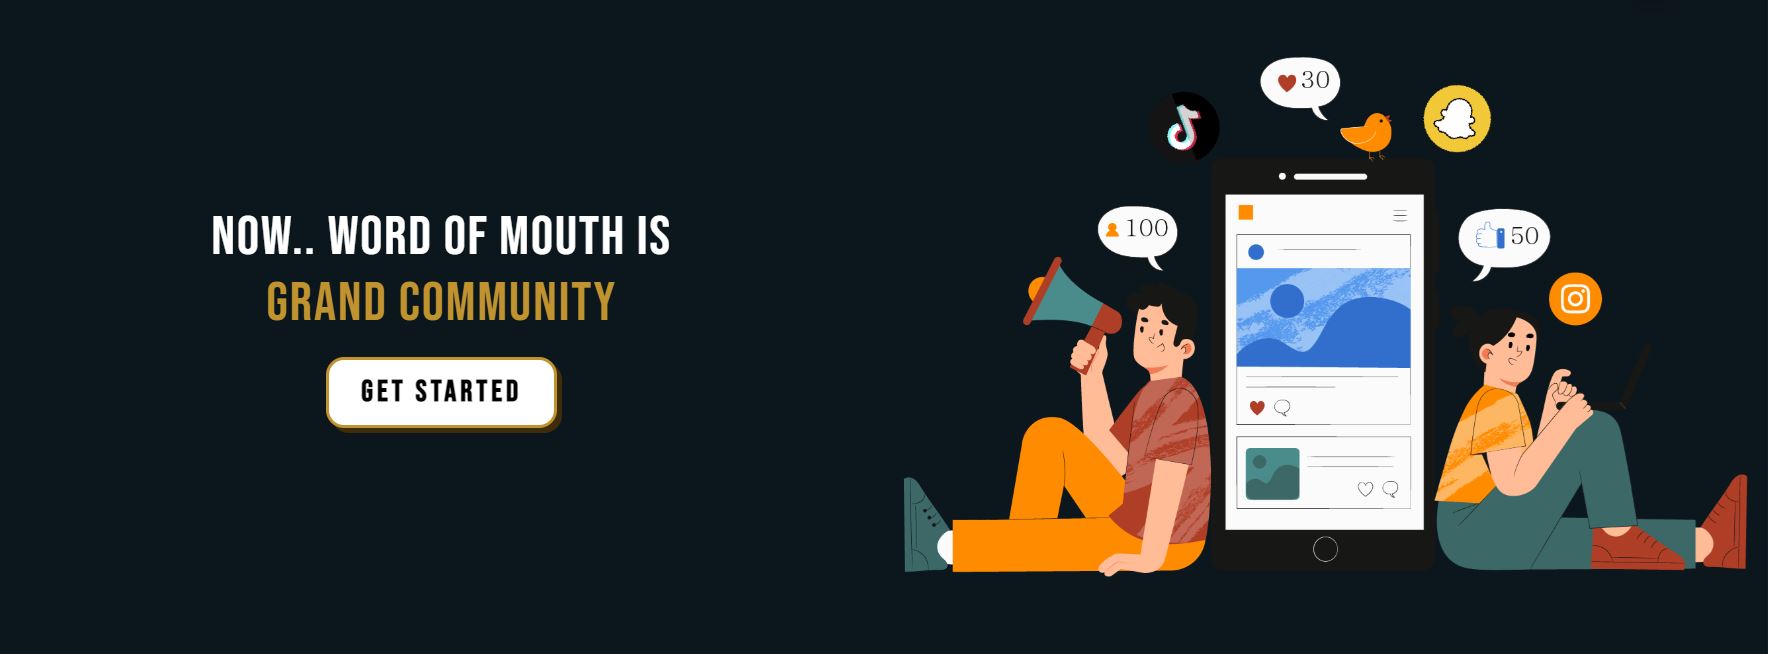 NOW.. WORD OF MOUTH IS
GRAND COMMUNITY
GET STARTED
30
100
50